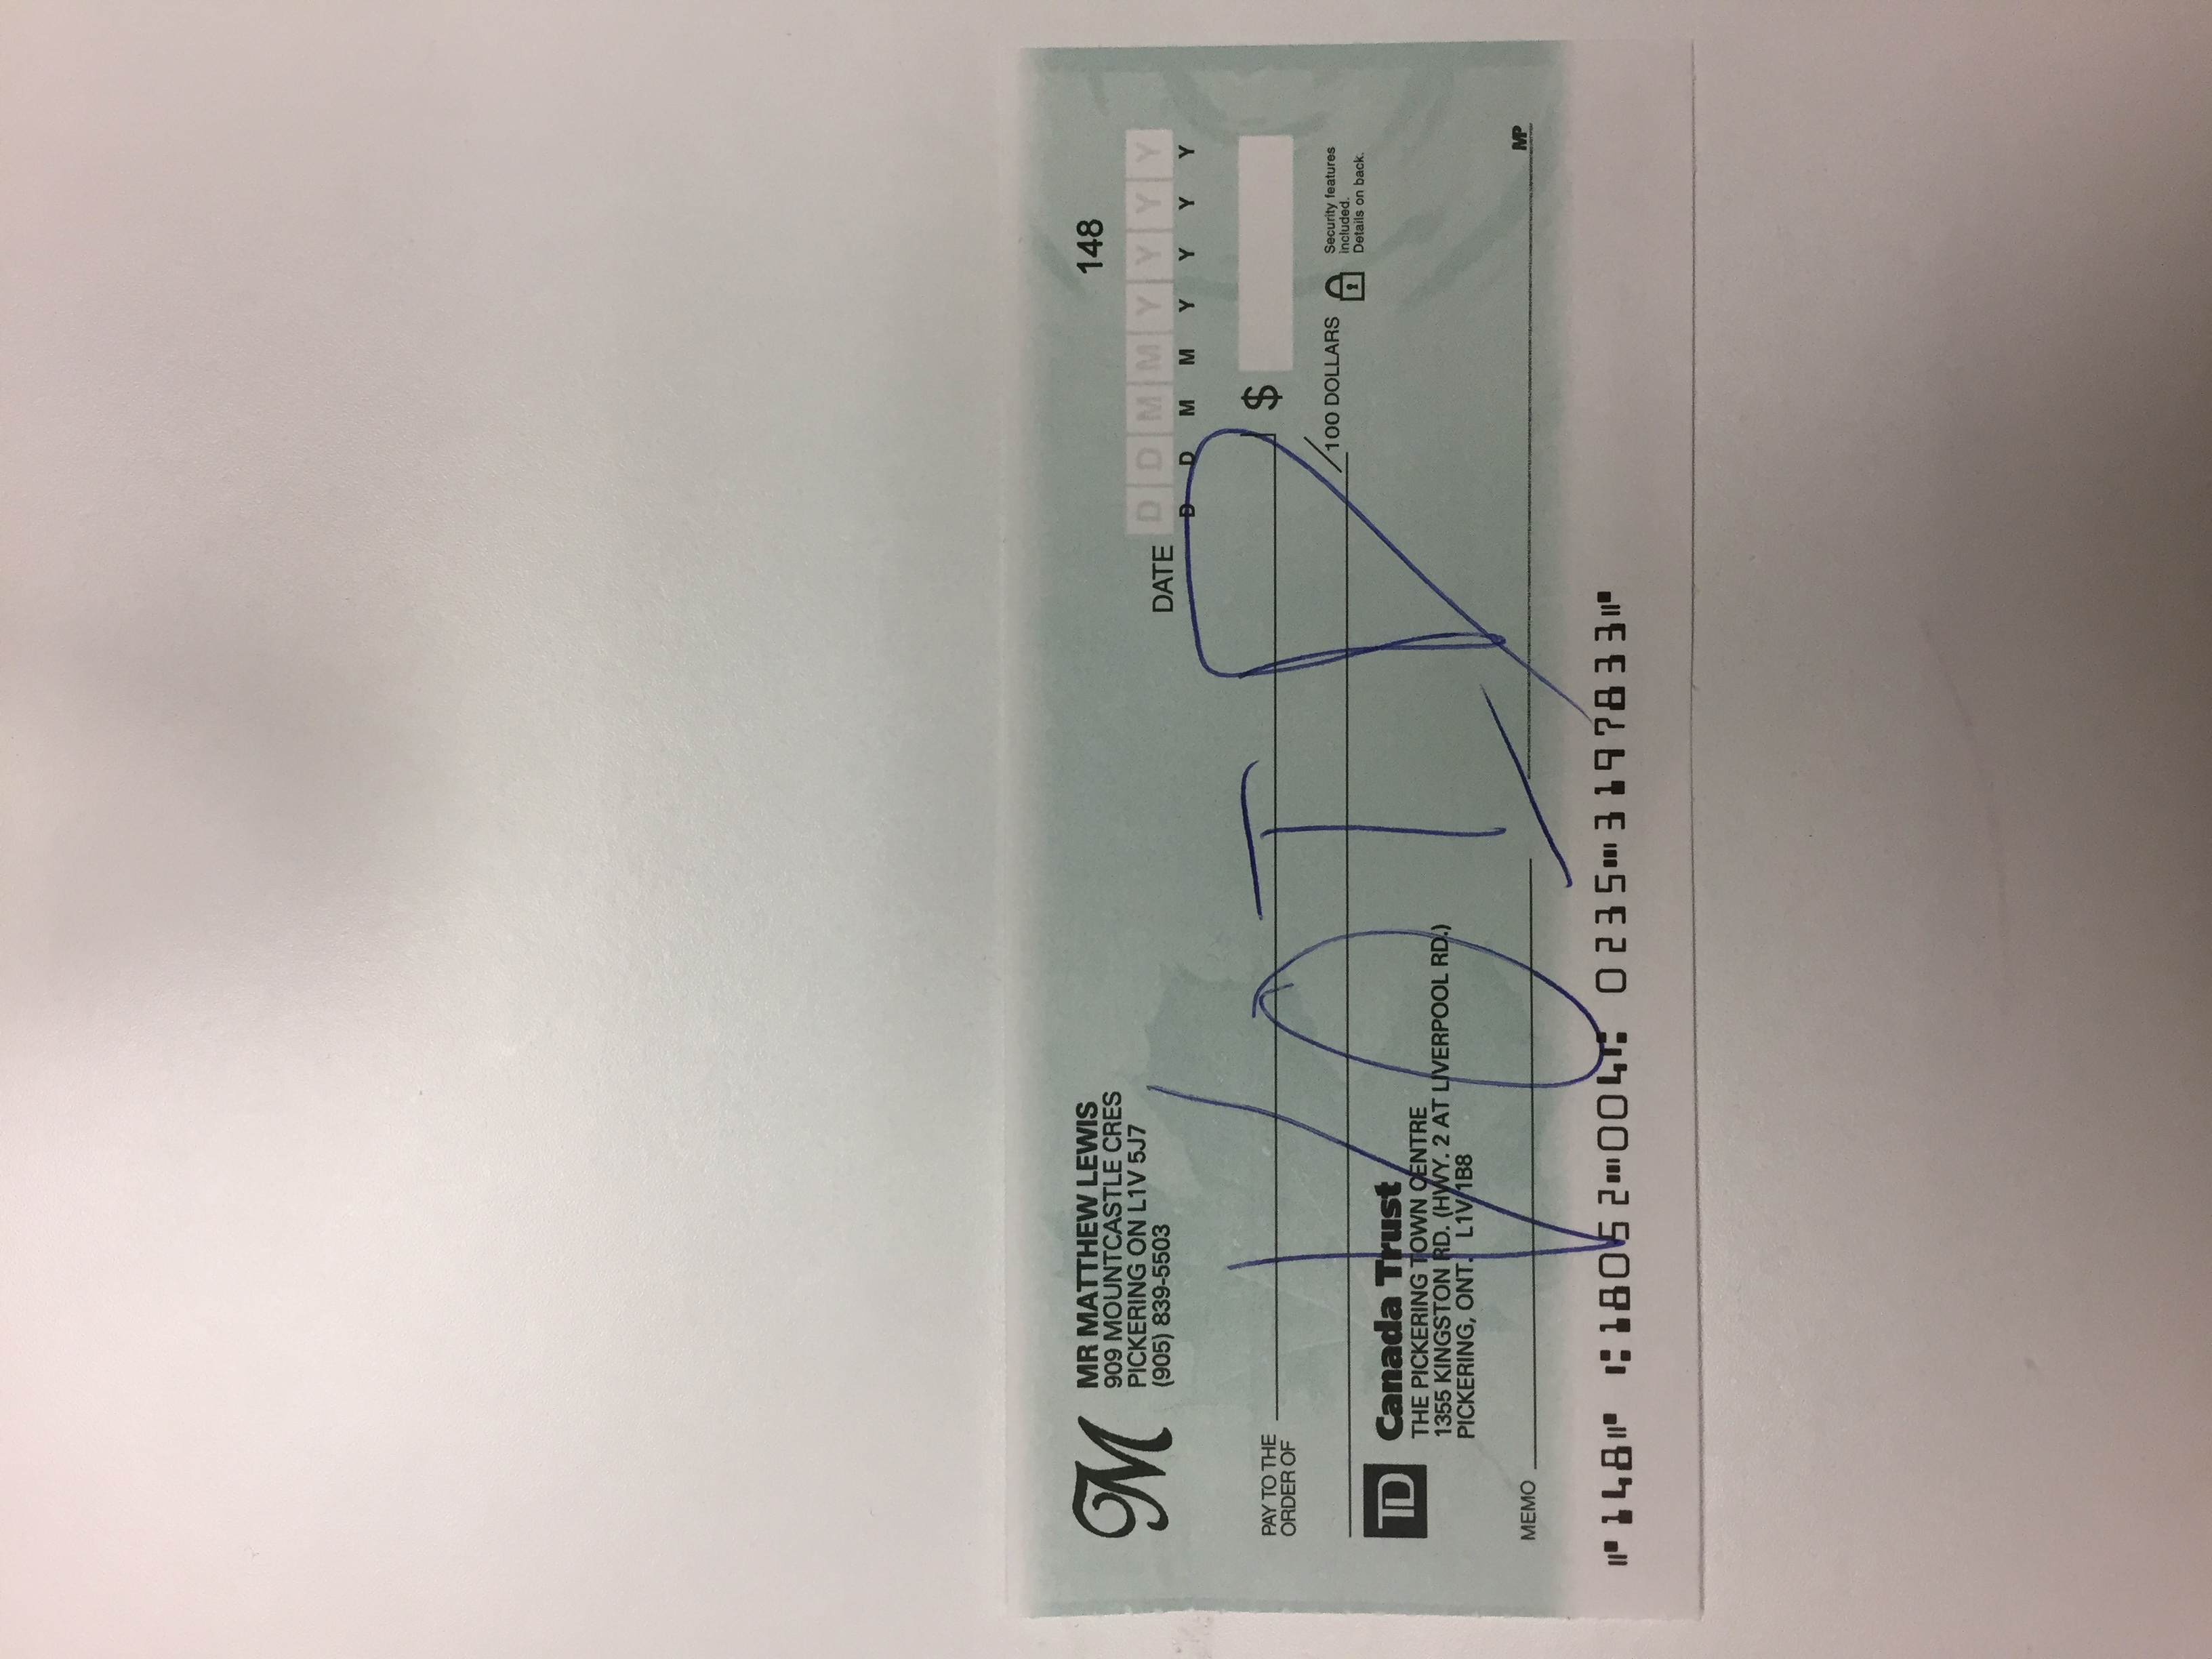 148
M MR MATTHEW LEWIS
909 MOUNTCASTLE CRES
PICKERING ON L1V 5J7
(905) 839-5503
DATE D D M M Y Y Y Y
D D M M Y Y Y Y
PAY TO THE
ORDER OF $
/100 DOLLARS
Security features
included.
Details on back.
TD Canada Trust
THE PICKERING TOWN CENTRE
1355 KINGSTON RD. (HWY. 2 AT LIVERPOOL RD.)
PICKERING, ONT. L1V 1B8
VOID
MEMO
MP
⑈148⑈ ⑆18052⑉004⑆ 0235⑉3197833⑈